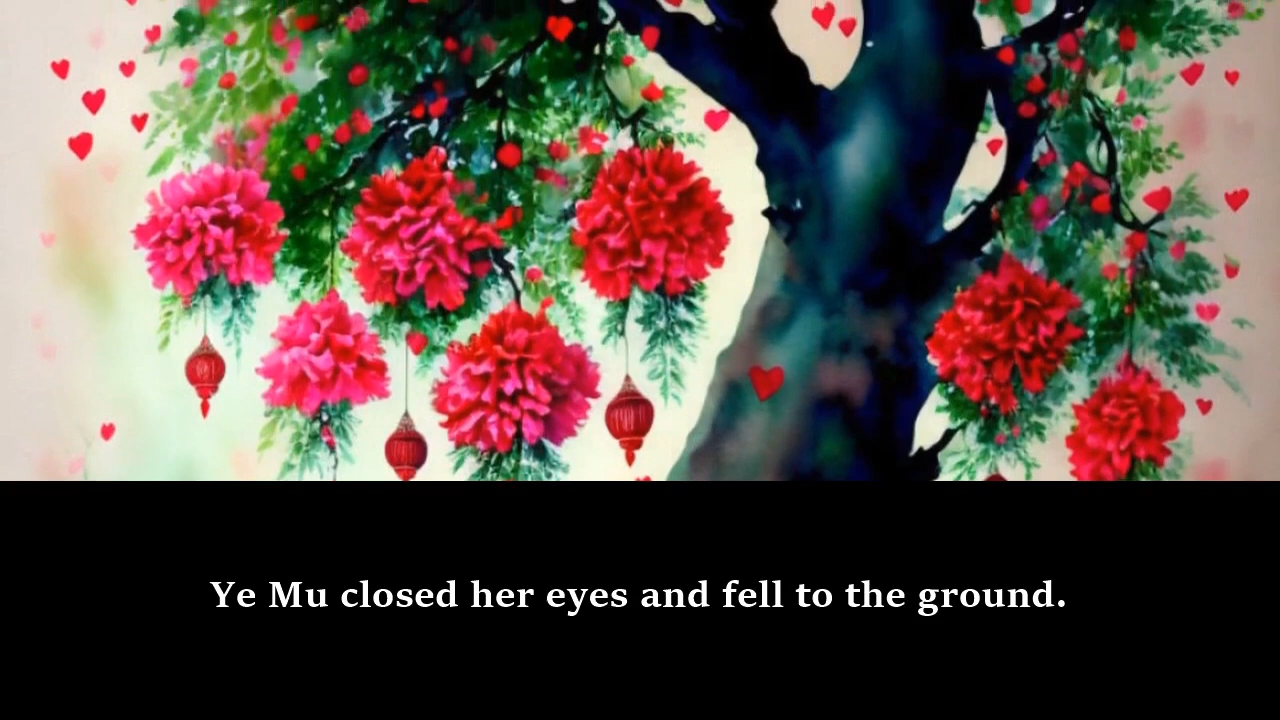 Ye Mu closed her eyes and fell to the ground.